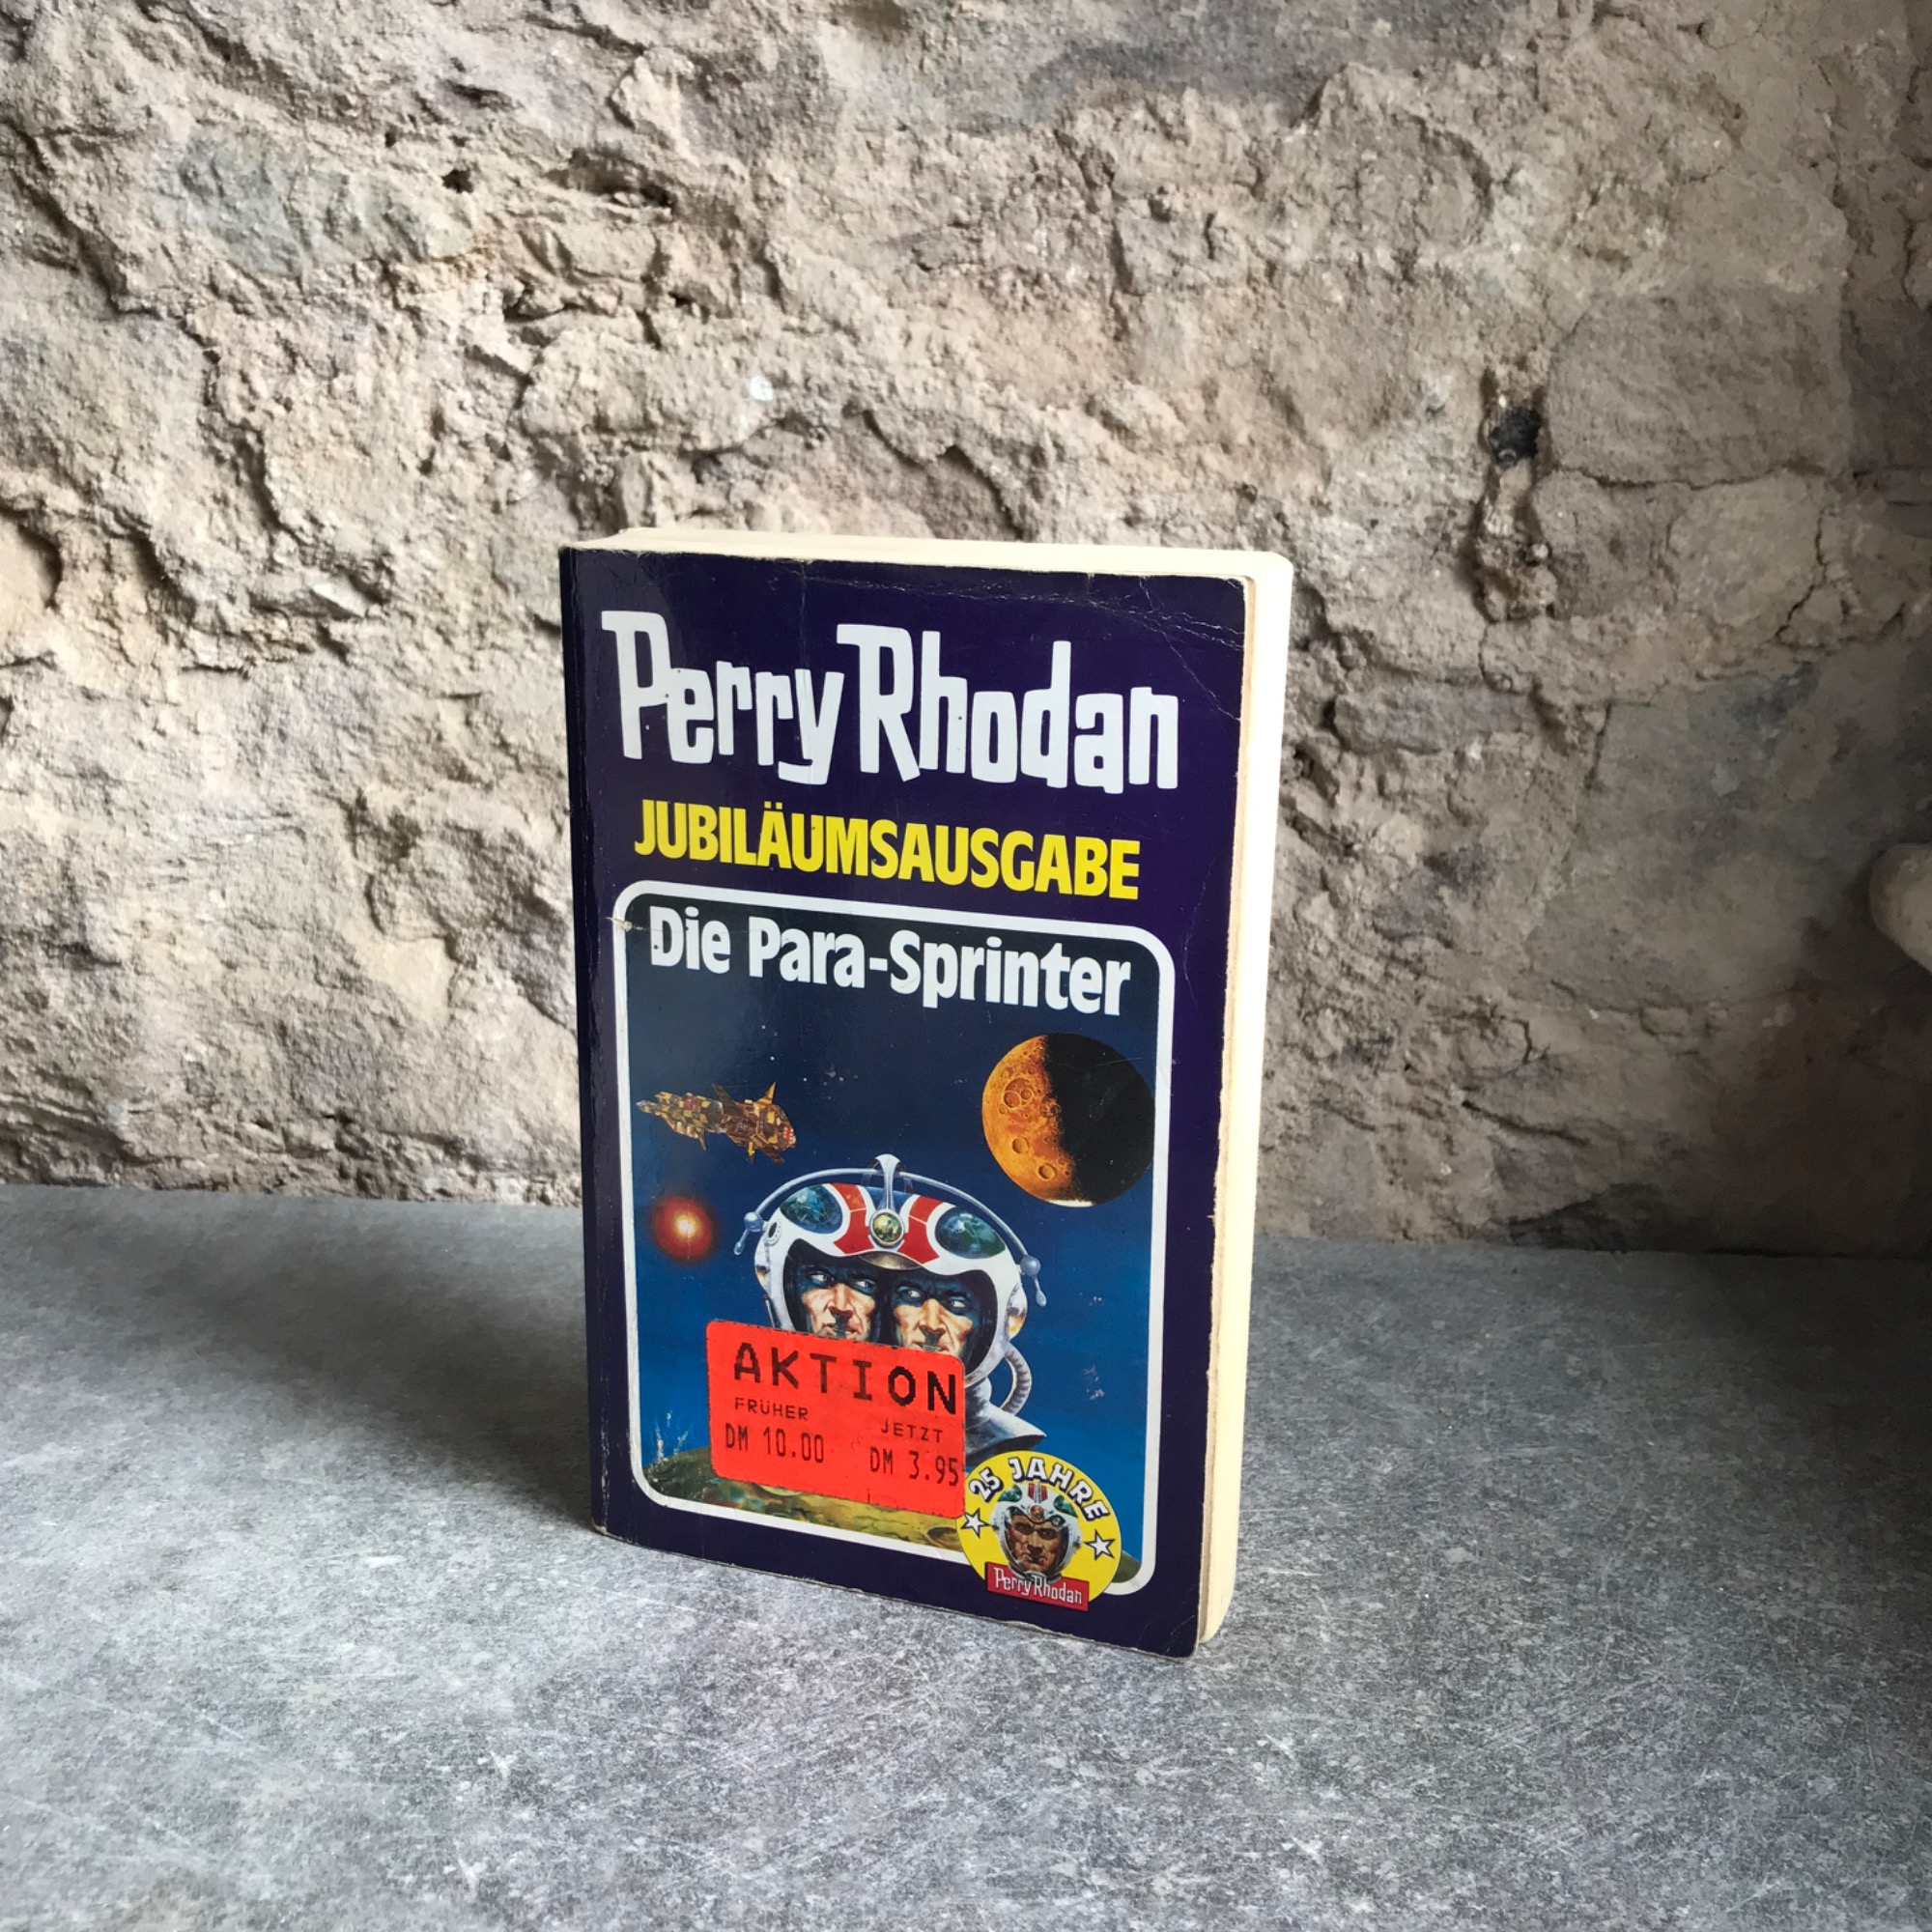 Perry Rhodan
JUBILÄUMSAUSGABE
Die Para-Sprinter
AKTION
FRÜHER JETZT
DM 10.00 DM 3.95
25 JAHRE
Perry Rhodan